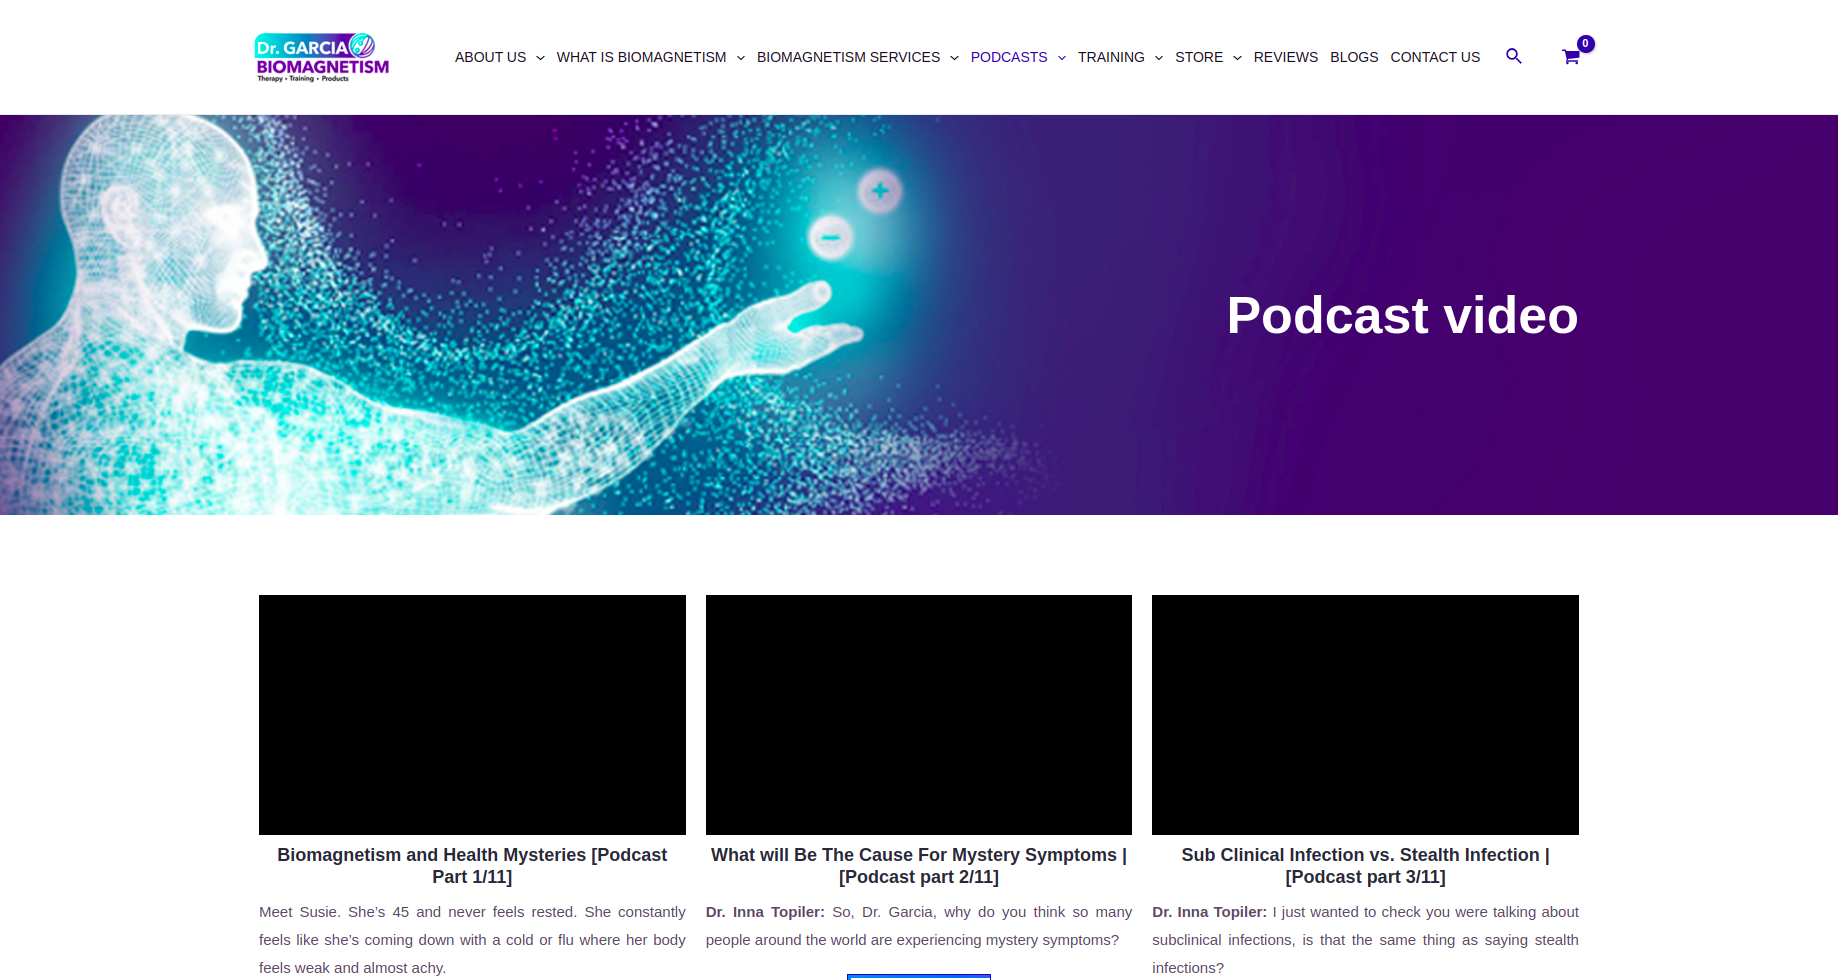 Dr. GARCIA
BIOMAGNETISM
Therapy • Training • Products
ABOUT US WHAT IS BIOMAGNETISM BIOMAGNETISM SERVICES PODCASTS TRAINING STORE REVIEWS BLOGS CONTACT US 0
Podcast video
Biomagnetism and Health Mysteries [Podcast
Part 1/11]
Meet Susie. She’s 45 and never feels rested. She constantly
feels like she’s coming down with a cold or flu where her body
feels weak and almost achy.
What will Be The Cause For Mystery Symptoms |
[Podcast part 2/11]
Dr. Inna Topiler: So, Dr. Garcia, why do you think so many
people around the world are experiencing mystery symptoms?
Sub Clinical Infection vs. Stealth Infection |
[Podcast part 3/11]
Dr. Inna Topiler: I just wanted to check you were talking about
subclinical infections, is that the same thing as saying stealth
infections?